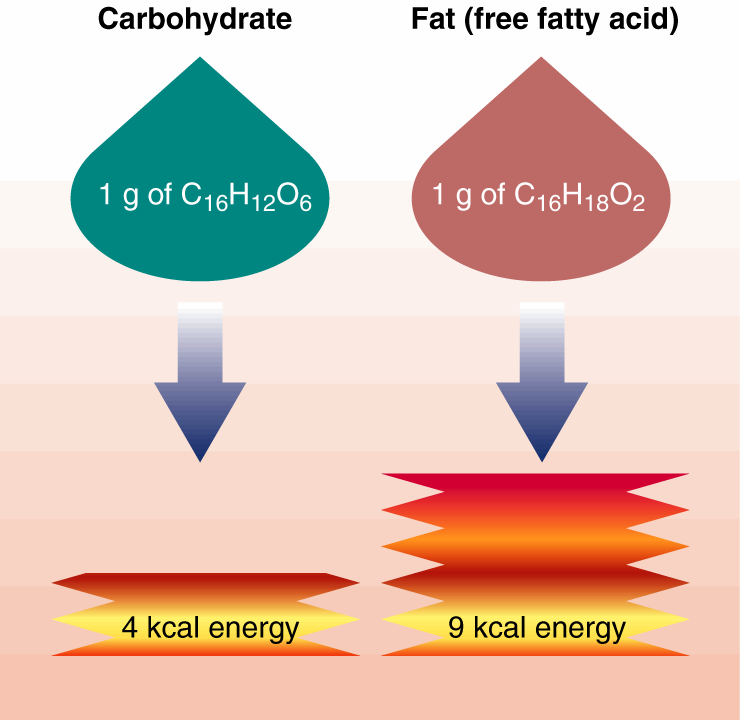 Carbohydrate
Fat (free fatty acid)
1 g of C₁₆H₁₂O₆
1 g of C₁₆H₁₈O₂
4 kcal energy
9 kcal energy